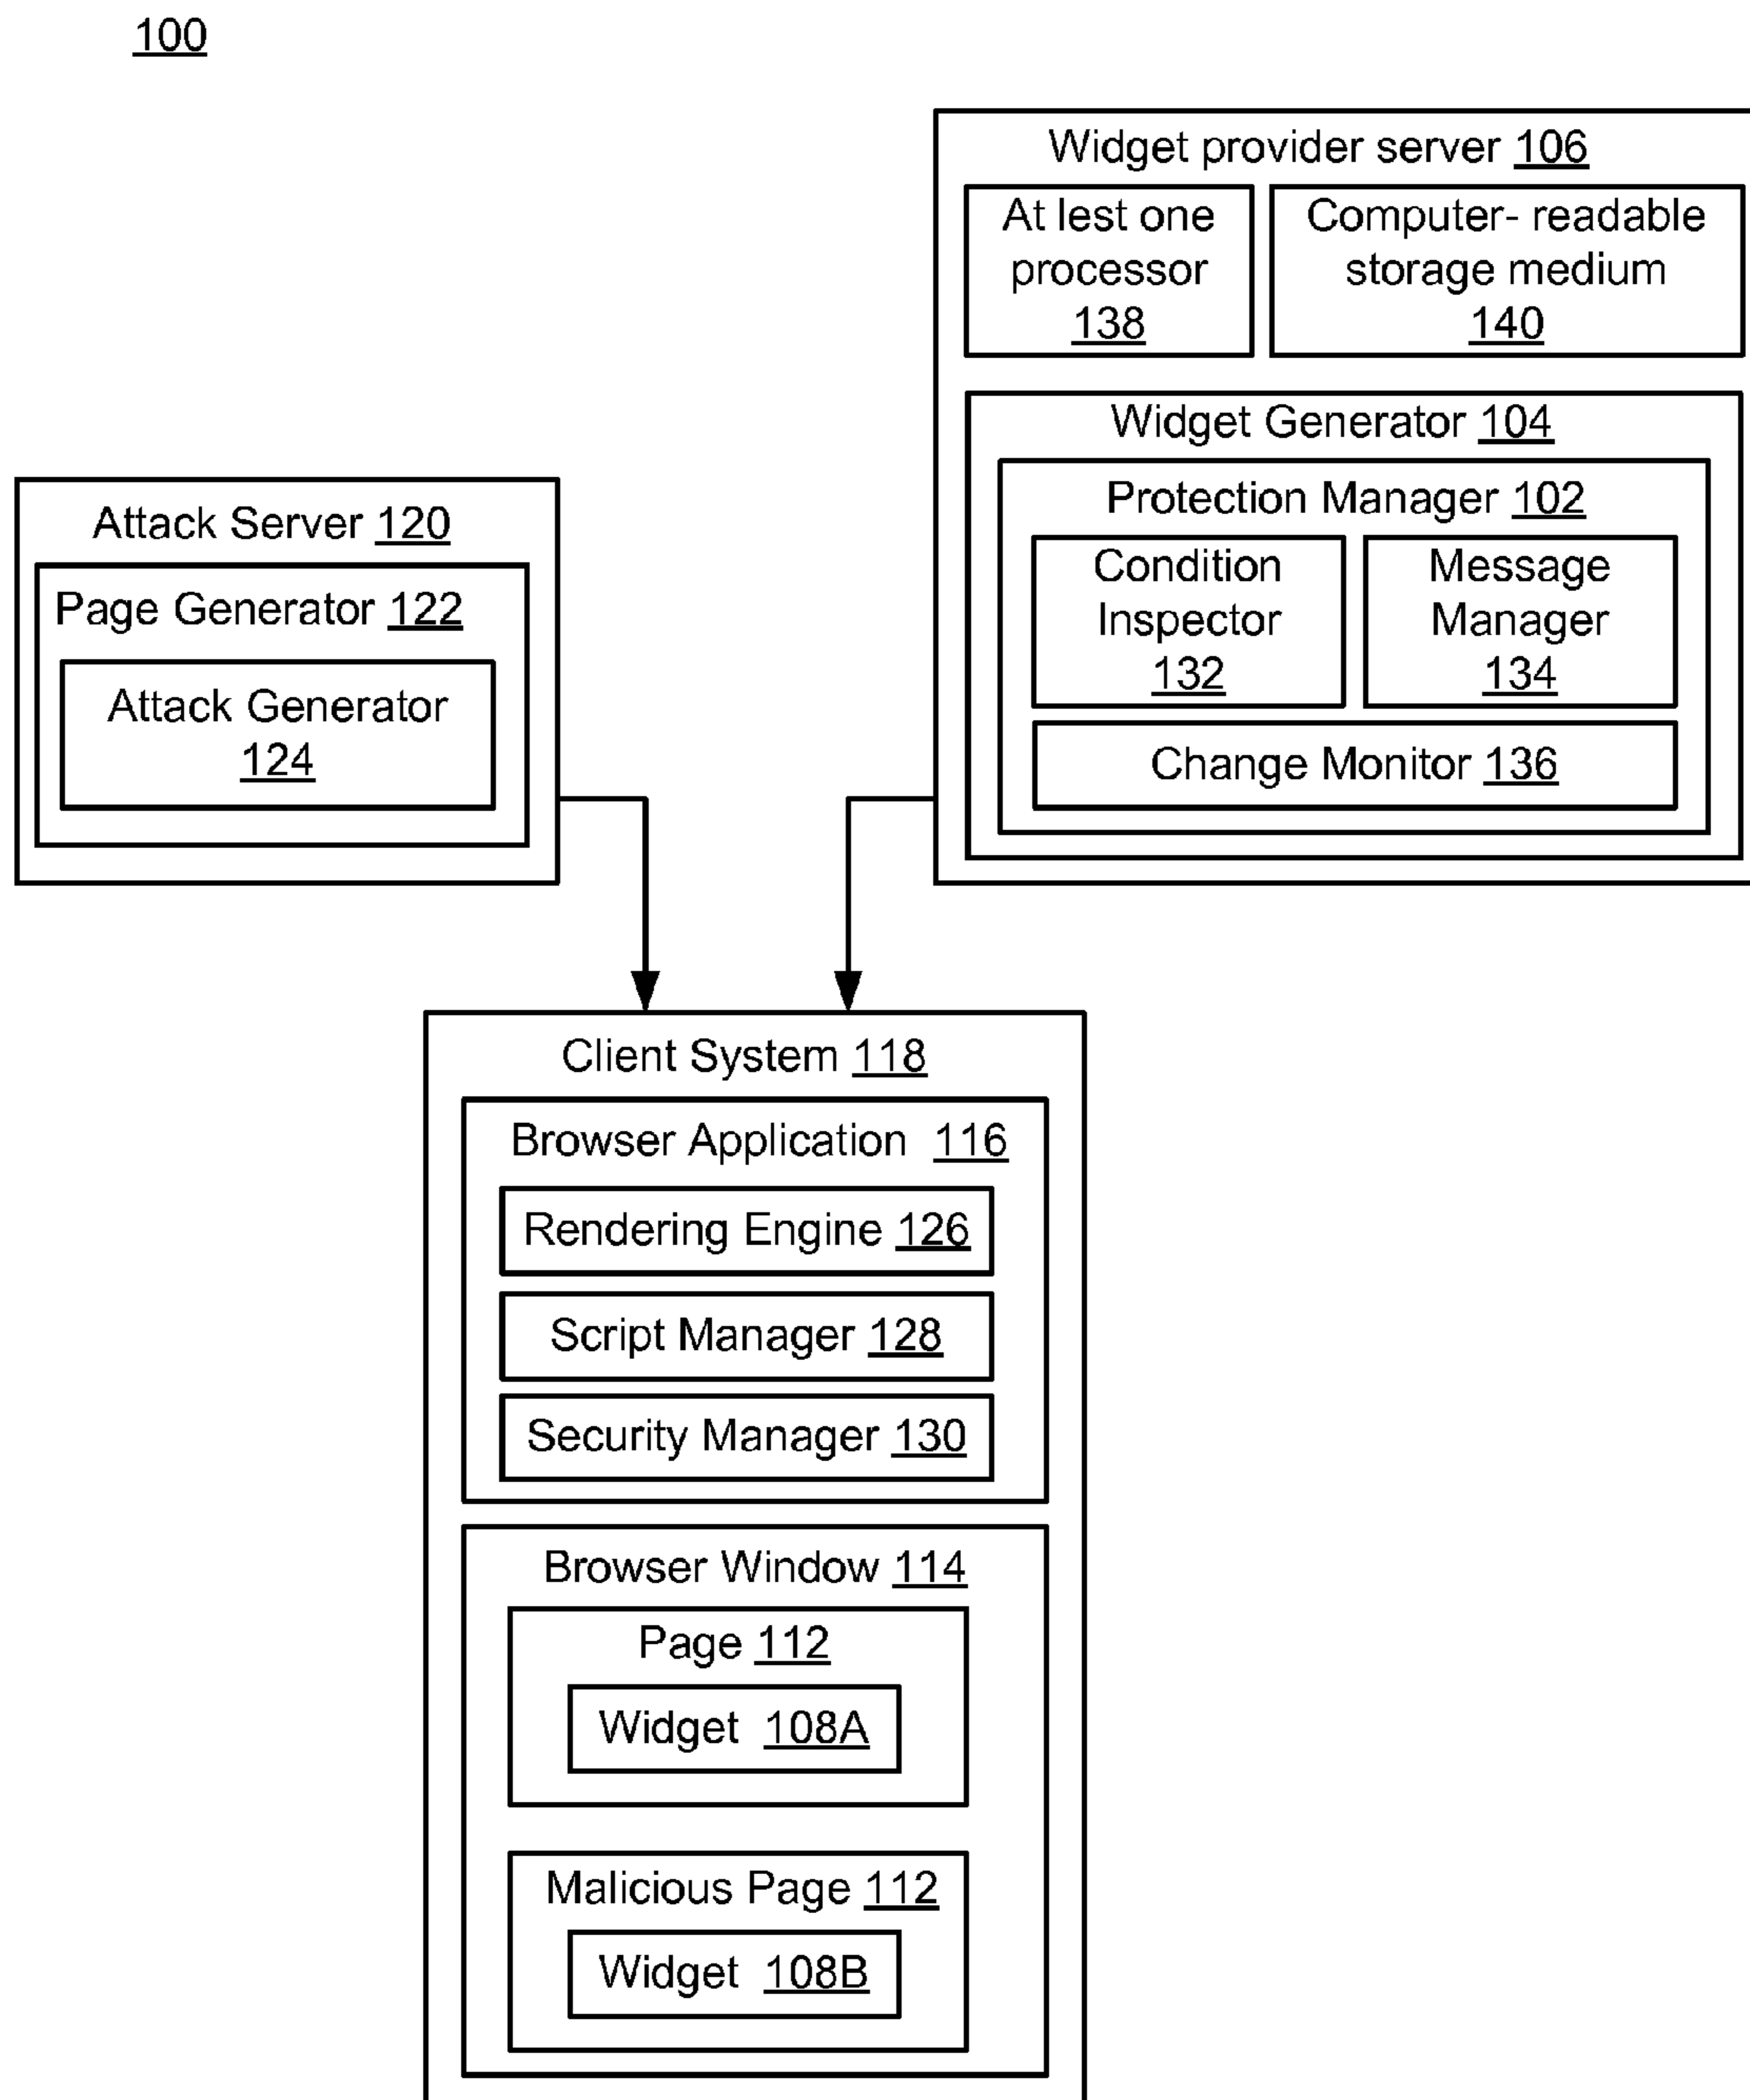 100
Widget provider server 106
At lest one
processor
138
Computer- readable
storage medium
140
Widget Generator 104
Protection Manager 102
Condition
Inspector
132
Message
Manager
134
Change Monitor 136
Attack Server 120
Page Generator 122
Attack Generator
124
Client System 118
Browser Application 116
Rendering Engine 126
Script Manager 128
Security Manager 130
Browser Window 114
Page 112
Widget 108A
Malicious Page 112
Widget 108B